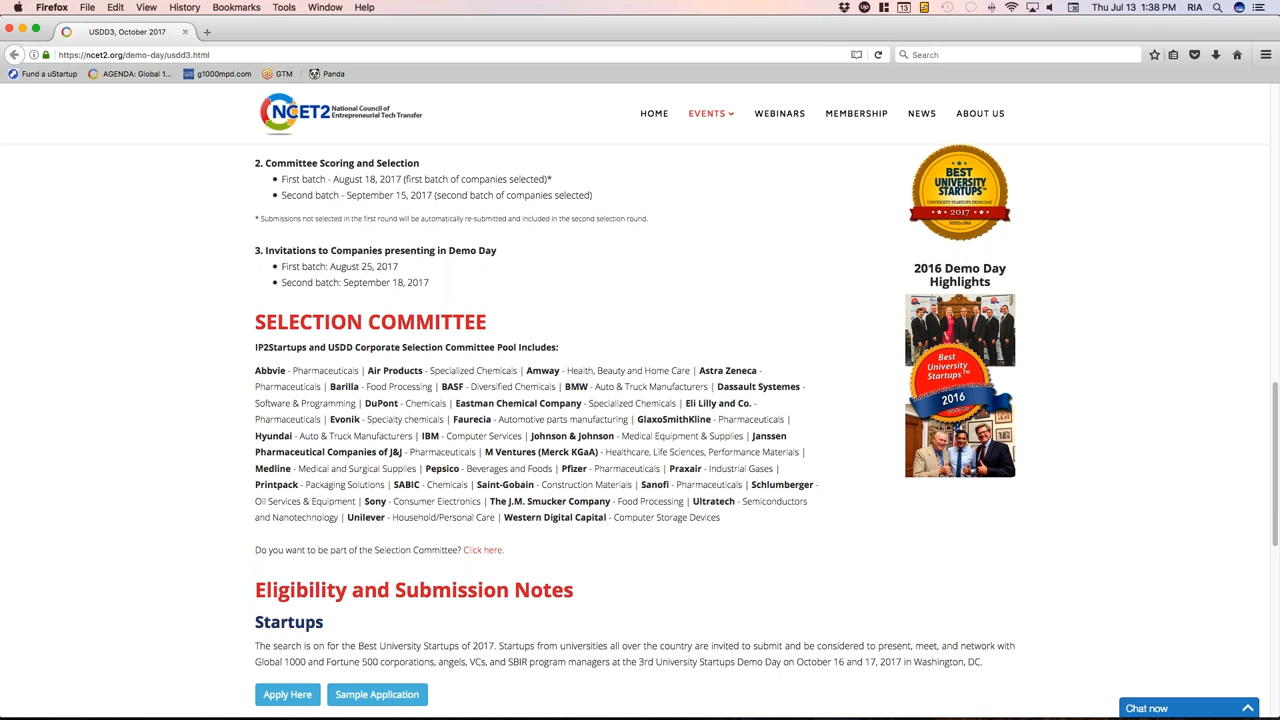 Firefox File Edit View History Bookmarks Tools Window Help
13 Thu Jul 13 1:38 PM RIA
USDD3, October 2017
https://ncet2.org/demo-day/usdd3.html
Search
Fund a uStartup AGENDA: Global 1... g1000mpd.com GTM Panda
NCET2 National Council of
Entrepreneurial Tech Transfer
HOME EVENTS WEBINARS MEMBERSHIP NEWS ABOUT US
2. Committee Scoring and Selection
• First batch - August 18, 2017 (first batch of companies selected)*
• Second batch - September 15, 2017 (second batch of companies selected)
* Submissions not selected in the first round will be automatically re-submitted and included in the second selection round.
3. Invitations to Companies presenting in Demo Day
• First batch: August 25, 2017
• Second batch: September 18, 2017
SELECTION COMMITTEE
IP2Startups and USDD Corporate Selection Committee Pool Includes:
Abbvie - Pharmaceuticals | Air Products - Specialized Chemicals | Amway - Health, Beauty and Home Care | Astra Zeneca -
Pharmaceuticals | Barilla - Food Processing | BASF - Diversified Chemicals | BMW - Auto & Truck Manufacturers | Dassault Systemes -
Software & Programming | DuPont - Chemicals | Eastman Chemical Company - Specialized Chemicals | Eli Lilly and Co. -
Pharmaceuticals | Evonik - Specialty chemicals | Faurecia - Automotive parts manufacturing | GlaxoSmithKline - Pharmaceuticals |
Hyundai - Auto & Truck Manufacturers | IBM - Computer Services | Johnson & Johnson - Medical Equipment & Supplies | Janssen
Pharmaceutical Companies of J&J - Pharmaceuticals | M Ventures (Merck KGaA) - Healthcare, Life Sciences, Performance Materials |
Medline - Medical and Surgical Supplies | Pepsico - Beverages and Foods | Pfizer - Pharmaceuticals | Praxair - Industrial Gases |
Printpack - Packaging Solutions | SABIC - Chemicals | Saint-Gobain - Construction Materials | Sanofi - Pharmaceuticals | Schlumberger -
Oil Services & Equipment | Sony - Consumer Electronics | The J.M. Smucker Company - Food Processing | Ultratech - Semiconductors
and Nanotechnology | Unilever - Household/Personal Care | Western Digital Capital - Computer Storage Devices
Do you want to be part of the Selection Committee? Click here.
Eligibility and Submission Notes
Startups
The search is on for the Best University Startups of 2017. Startups from universities all over the country are invited to submit and be considered to present, meet, and network with
Global 1000 and Fortune 500 corporations, angels, VCs, and SBIR program managers at the 3rd University Startups Demo Day on October 16 and 17, 2017 in Washington, DC.
Apply Here Sample Application
BEST
UNIVERSITY
STARTUPS
UNIVERSITY STARTUPS DEMO DAY
2017
2016 Demo Day
Highlights
Best
University
Startups™
2016
Chat now